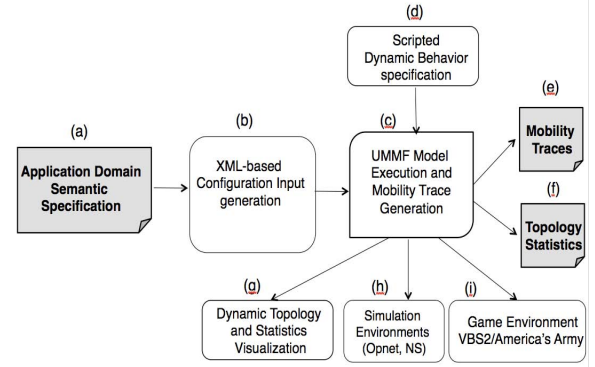 (d)
Scripted
Dynamic Behavior
specification
(e)
Mobility
Traces
(a)
Application Domain
Semantic
Specification
(b)
XML-based
Configuration Input
generation
(c)
UMMF Model
Execution and
Mobility Trace
Generation
(f)
Topology
Statistics
(g)
Dynamic Topology
and Statistics
Visualization
(h)
Simulation
Environments
(Opnet, NS)
(i)
Game Environment
VBS2/America's Army